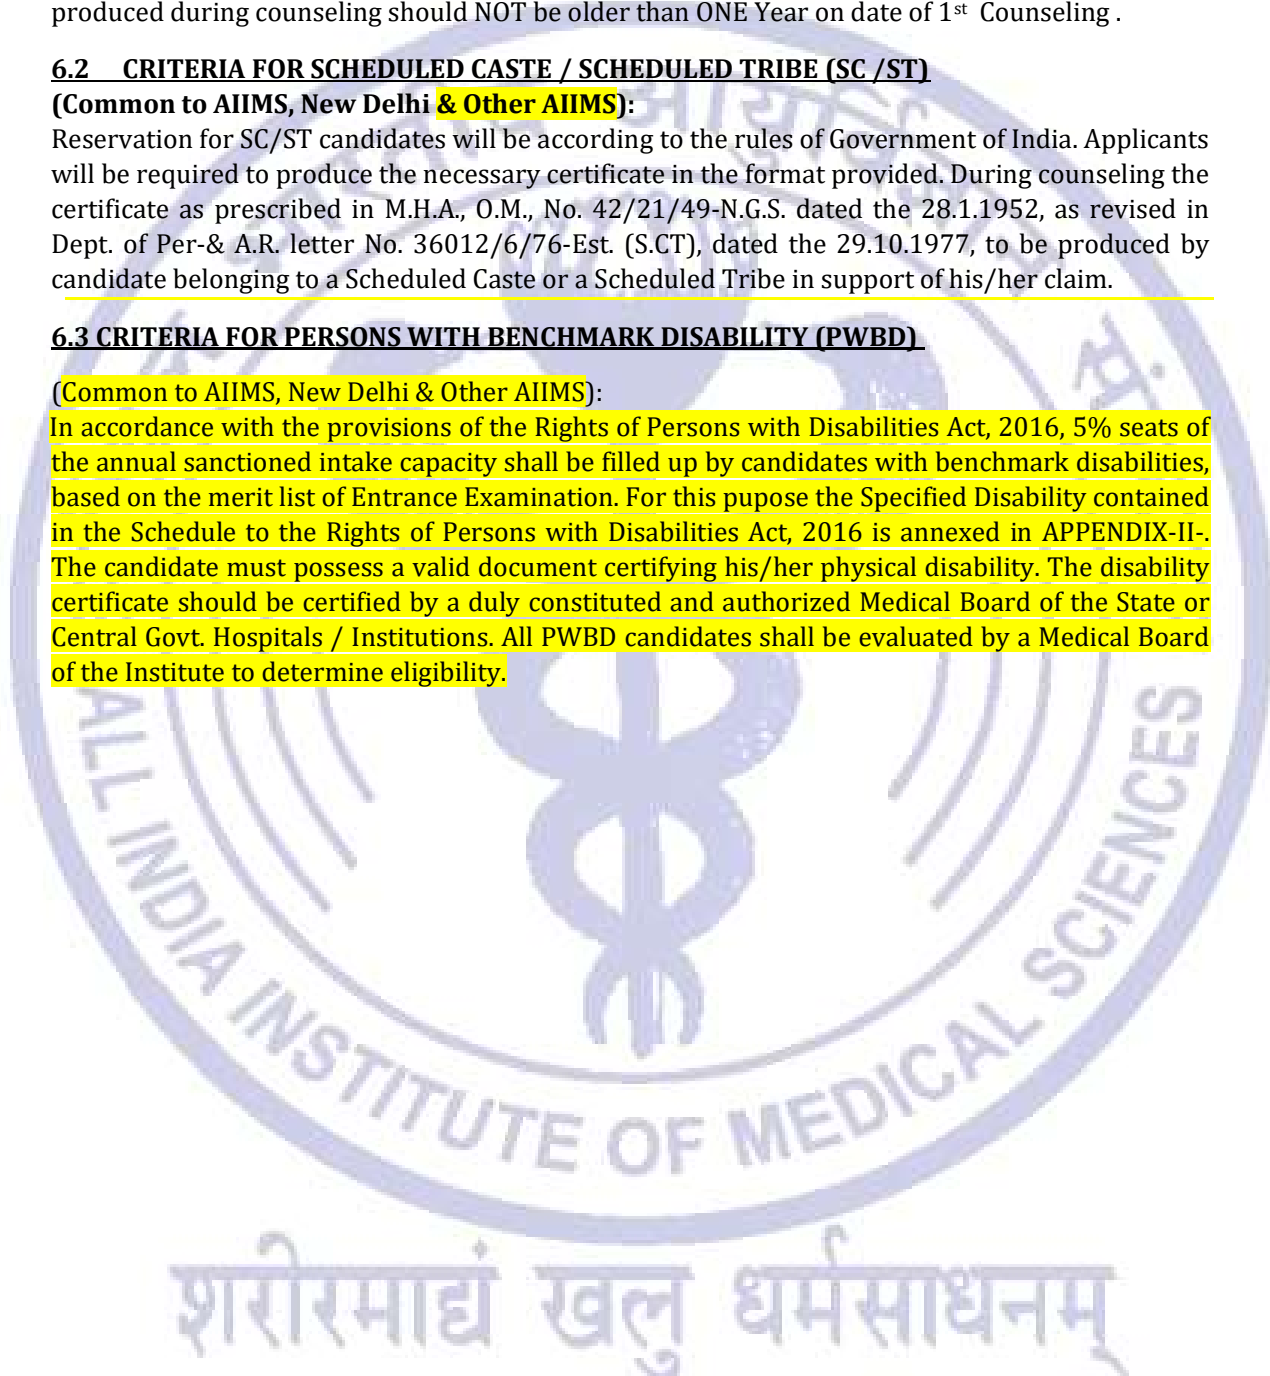 produced during counseling should NOT be older than ONE Year on date of 1st Counseling .
6.2 CRITERIA FOR SCHEDULED CASTE / SCHEDULED TRIBE (SC /ST)
(Common to AIIMS, New Delhi & Other AIIMS):
Reservation for SC/ST candidates will be according to the rules of Government of India. Applicants
will be required to produce the necessary certificate in the format provided. During counseling the
certificate as prescribed in M.H.A., O.M., No. 42/21/49-N.G.S. dated the 28.1.1952, as revised in
Dept. of Per-& A.R. letter No. 36012/6/76-Est. (S.CT), dated the 29.10.1977, to be produced by
candidate belonging to a Scheduled Caste or a Scheduled Tribe in support of his/her claim.
6.3 CRITERIA FOR PERSONS WITH BENCHMARK DISABILITY (PWBD)
(Common to AIIMS, New Delhi & Other AIIMS):
In accordance with the provisions of the Rights of Persons with Disabilities Act, 2016, 5% seats of
the annual sanctioned intake capacity shall be filled up by candidates with benchmark disabilities,
based on the merit list of Entrance Examination. For this pupose the Specified Disability contained
in the Schedule to the Rights of Persons with Disabilities Act, 2016 is annexed in APPENDIX-II-.
The candidate must possess a valid document certifying his/her physical disability. The disability
certificate should be certified by a duly constituted and authorized Medical Board of the State or
Central Govt. Hospitals / Institutions. All PWBD candidates shall be evaluated by a Medical Board
of the Institute to determine eligibility.
ALL INDIA INSTITUTE OF MEDICAL SCIENCES
शरीरमाद्यं खलु धर्मसाधनम्